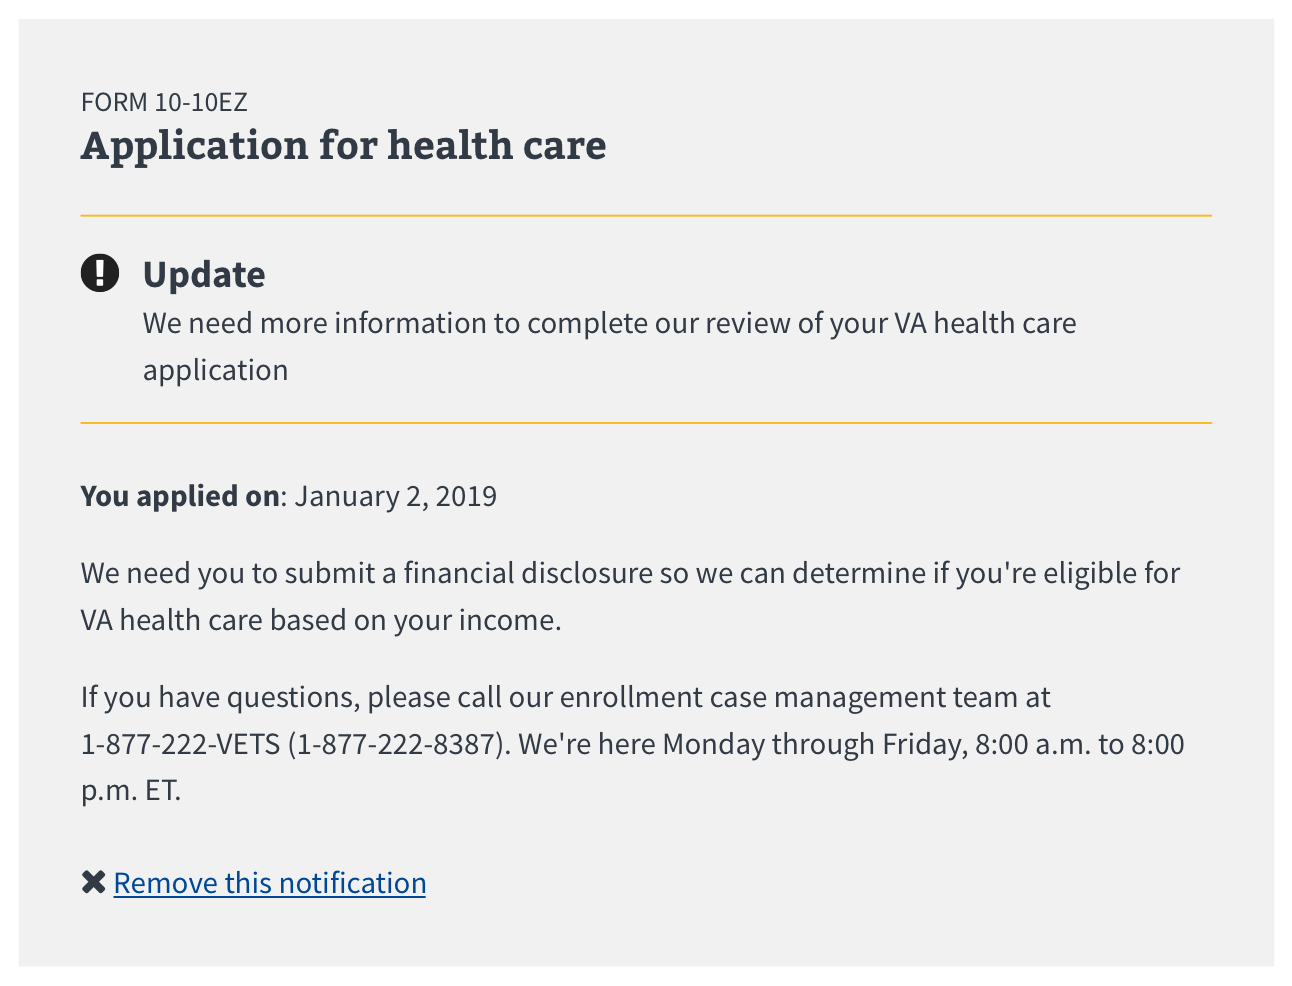 FORM 10-10EZ
Application for health care
Update
We need more information to complete our review of your VA health care
application
You applied on: January 2, 2019
We need you to submit a financial disclosure so we can determine if you're eligible for
VA health care based on your income.
If you have questions, please call our enrollment case management team at
1-877-222-VETS (1-877-222-8387). We're here Monday through Friday, 8:00 a.m. to 8:00
p.m. ET.
Remove this notification